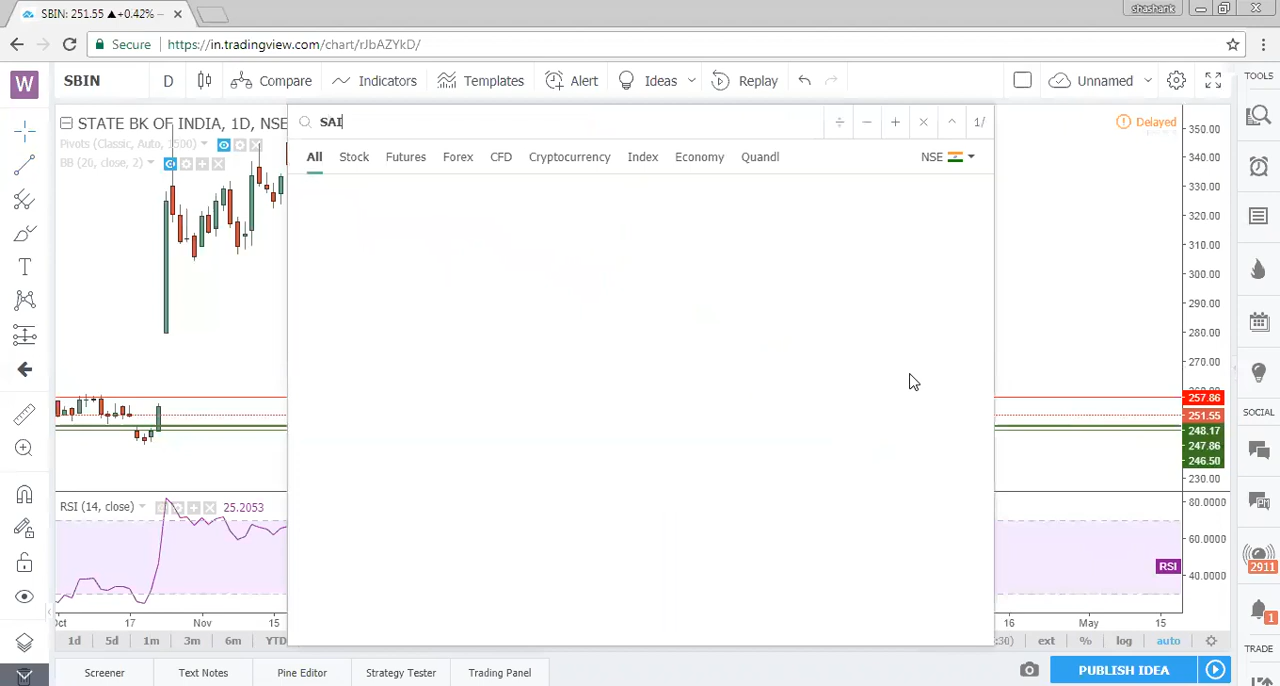 SBIN: 251.55 ▲+0.42% –
shashank
Secure https://in.tradingview.com/chart/rJbAZYkD/
W SBIN D Compare Indicators Templates Alert Ideas Replay Unnamed TOOLS
STATE BK OF INDIA, 1D, NSE
SAI
÷ − + × ^ 1/
Delayed
Pivots (Classic, Auto, 1500)
BB (20, close, 2)
All Stock Futures Forex CFD Cryptocurrency Index Economy Quandl NSE
350.00
340.00
330.00
320.00
310.00
300.00
290.00
280.00
270.00
257.86
251.55
248.17
247.86
246.50
230.00
SOCIAL
RSI (14, close) 25.2053
80.0000
60.0000
RSI
40.0000
2911
1
17 Nov 15 16 May 15
1d 5d 1m 3m 6m YTD ext % log auto
TRADE
Screener Text Notes Pine Editor Strategy Tester Trading Panel PUBLISH IDEA